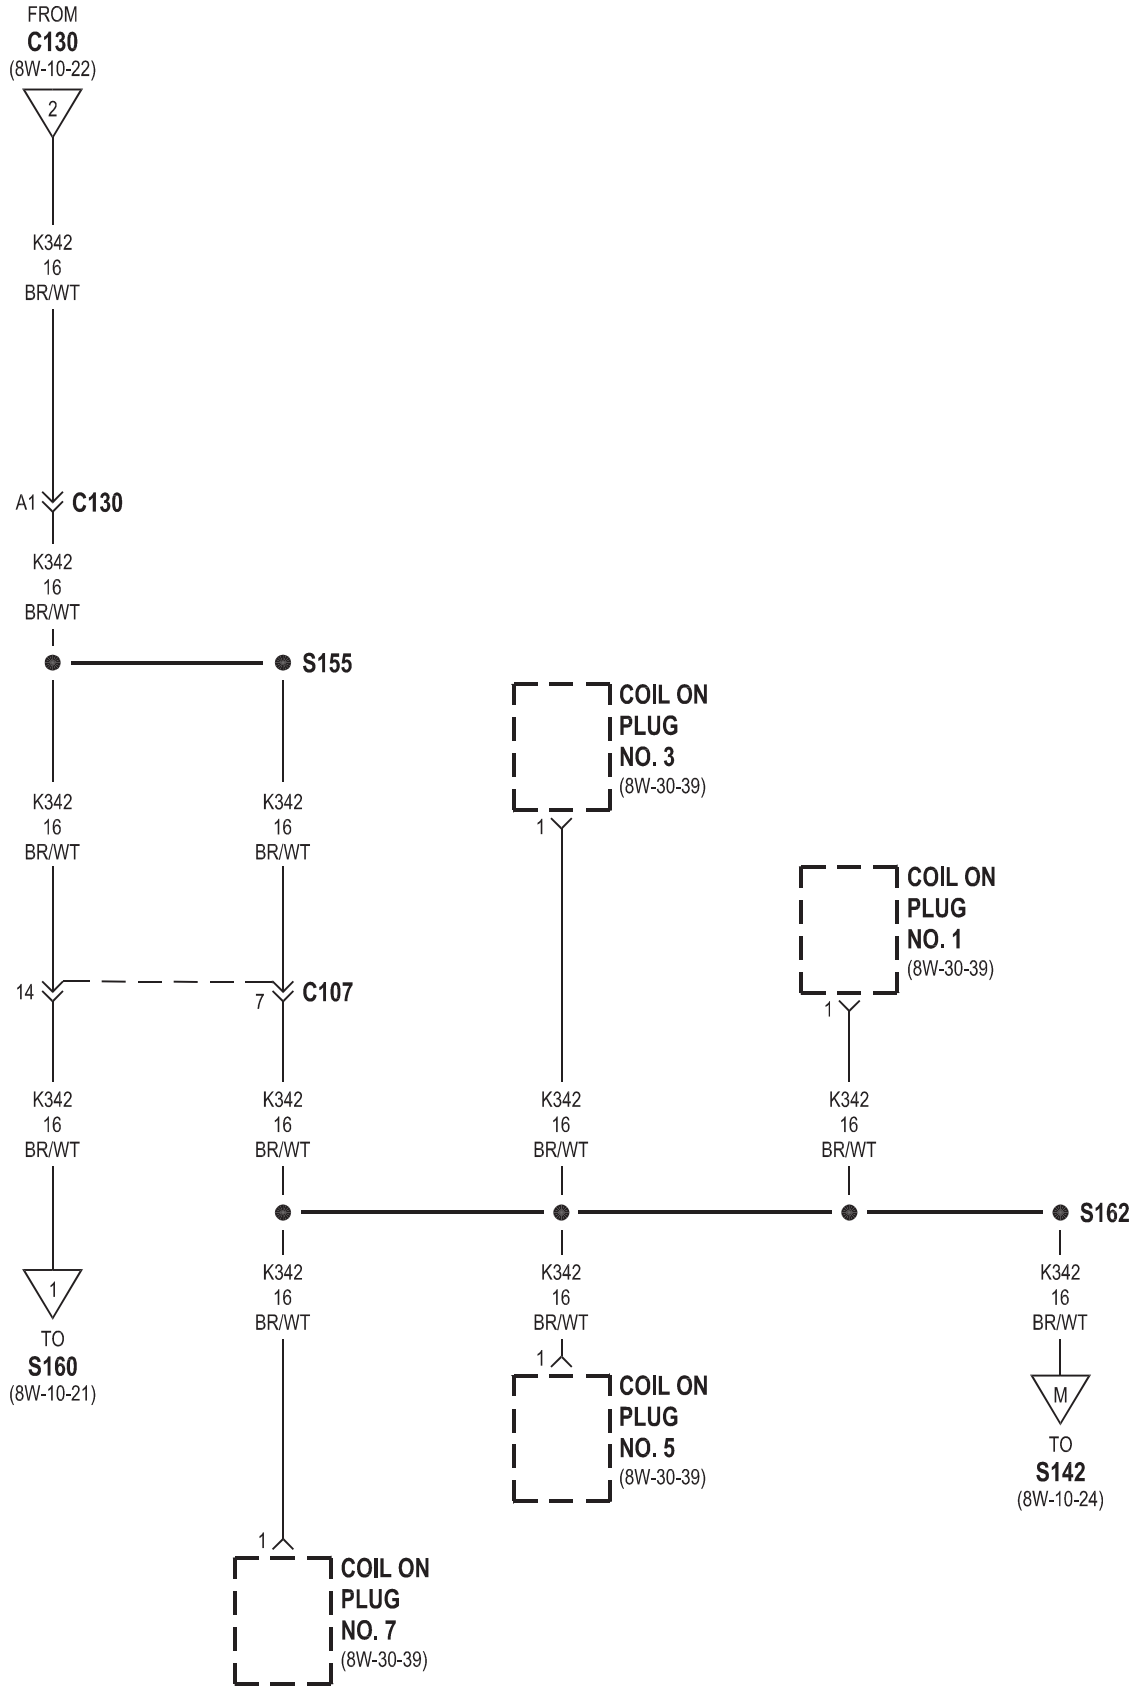 FROM
C130
(8W-10-22)
2
K342
16
BR/WT
A1
C130
K342
16
BR/WT
S155
K342
16
BR/WT
K342
16
BR/WT
COIL ON
PLUG
NO. 3
(8W-30-39)
1
COIL ON
PLUG
NO. 1
(8W-30-39)
1
14
7
C107
K342
16
BR/WT
K342
16
BR/WT
K342
16
BR/WT
K342
16
BR/WT
S162
1
TO
S160
(8W-10-21)
K342
16
BR/WT
K342
16
BR/WT
K342
16
BR/WT
1
COIL ON
PLUG
NO. 5
(8W-30-39)
M
TO
S142
(8W-10-24)
1
COIL ON
PLUG
NO. 7
(8W-30-39)